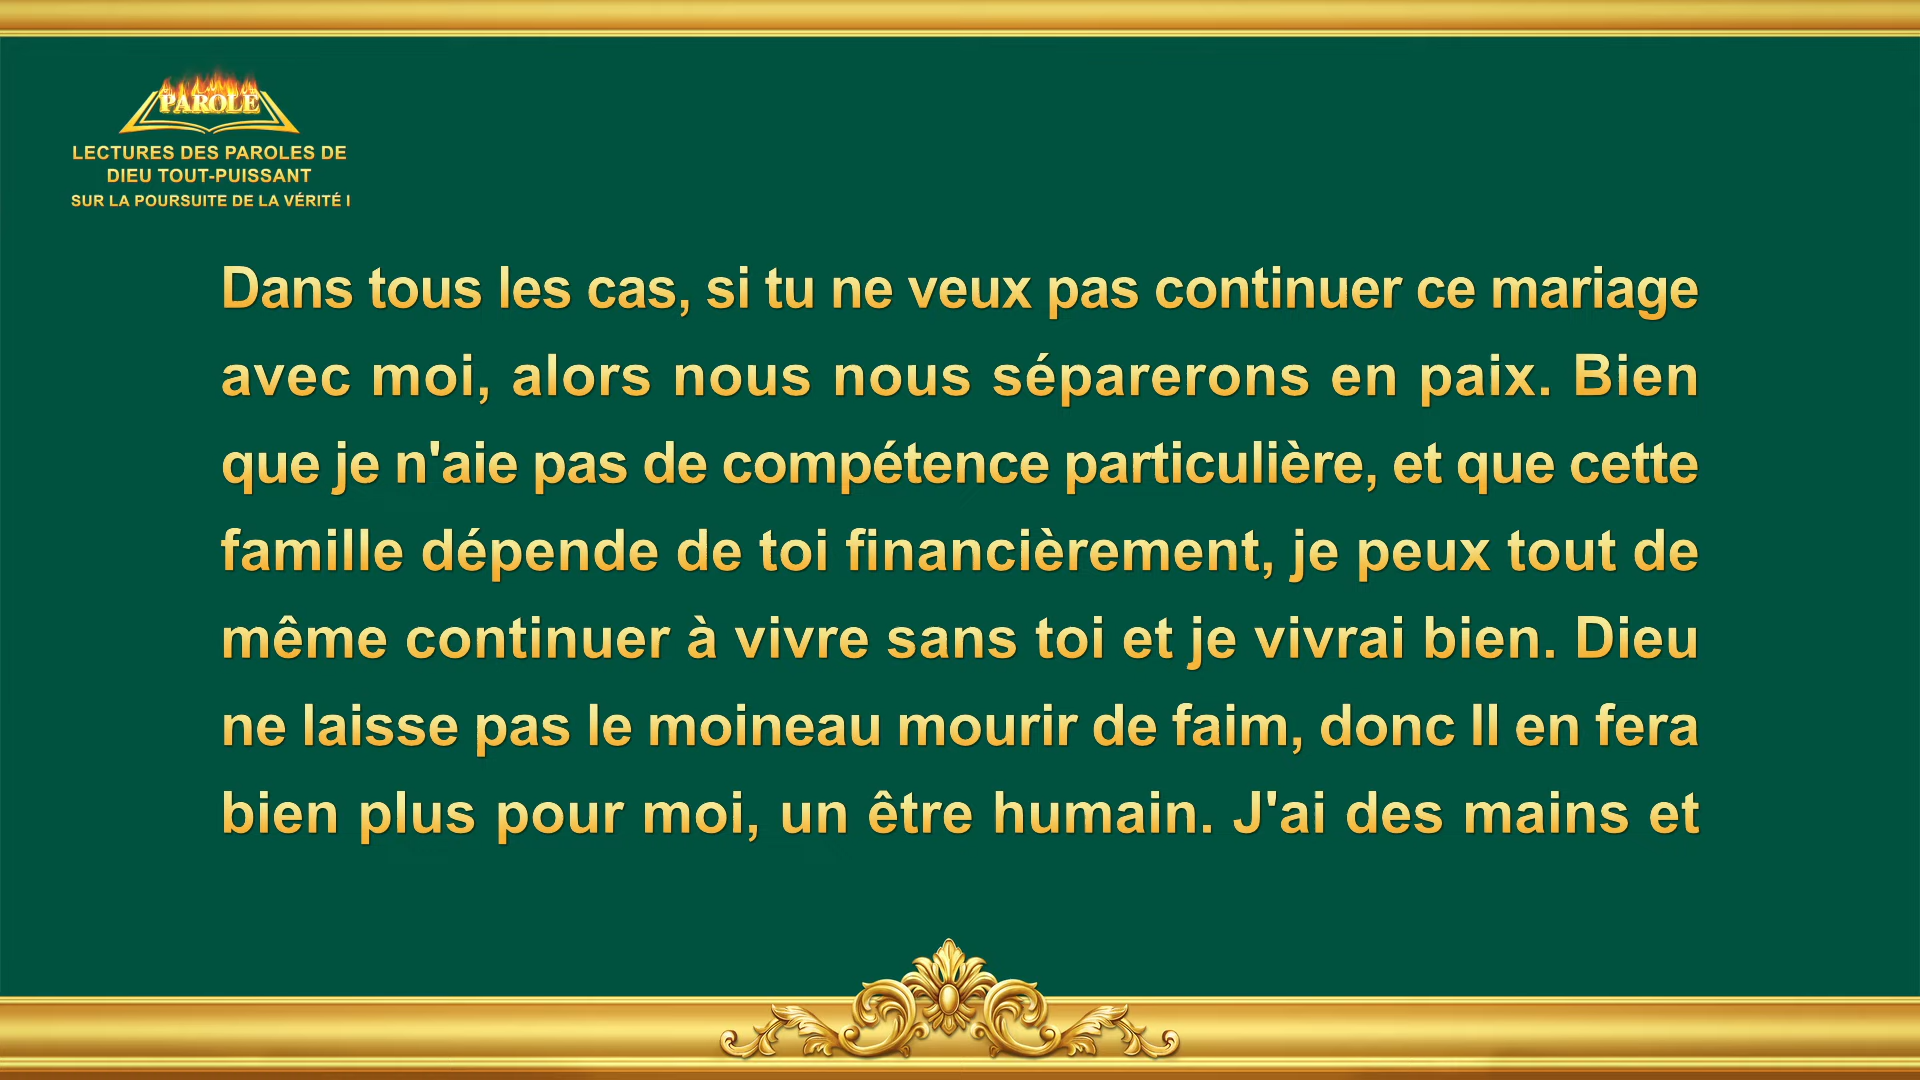 PAROLE
LECTURES DES PAROLES DE
DIEU TOUT-PUISSANT
SUR LA POURSUITE DE LA VÉRITÉ I
Dans tous les cas, si tu ne veux pas continuer ce mariage
avec moi, alors nous nous séparerons en paix. Bien
que je n'aie pas de compétence particulière, et que cette
famille dépende de toi financièrement, je peux tout de
même continuer à vivre sans toi et je vivrai bien. Dieu
ne laisse pas le moineau mourir de faim, donc Il en fera
bien plus pour moi, un être humain. J'ai des mains et